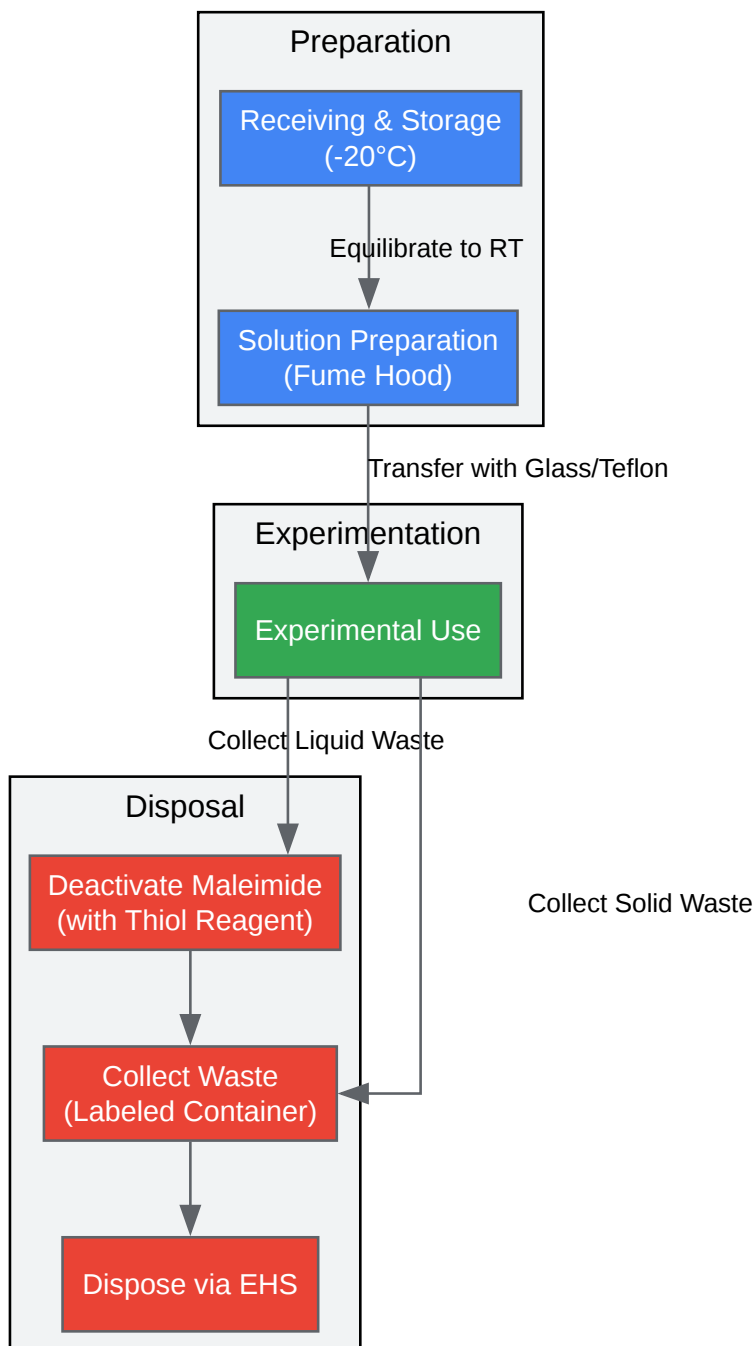 Preparation
Receiving & Storage
(-20°C)
Equilibrate to RT
Solution Preparation
(Fume Hood)
Transfer with Glass/Teflon
Experimentation
Experimental Use
Collect Liquid Waste
Disposal
Deactivate Maleimide
(with Thiol Reagent)
Collect Solid Waste
Collect Waste
(Labeled Container)
Dispose via EHS